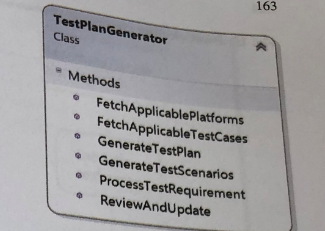 163
TestPlanGenerator
Class
Methods
FetchApplicablePlatforms
FetchApplicableTestCases
GenerateTestPlan
GenerateTestScenarios
ProcessTestRequirement
ReviewAndUpdate